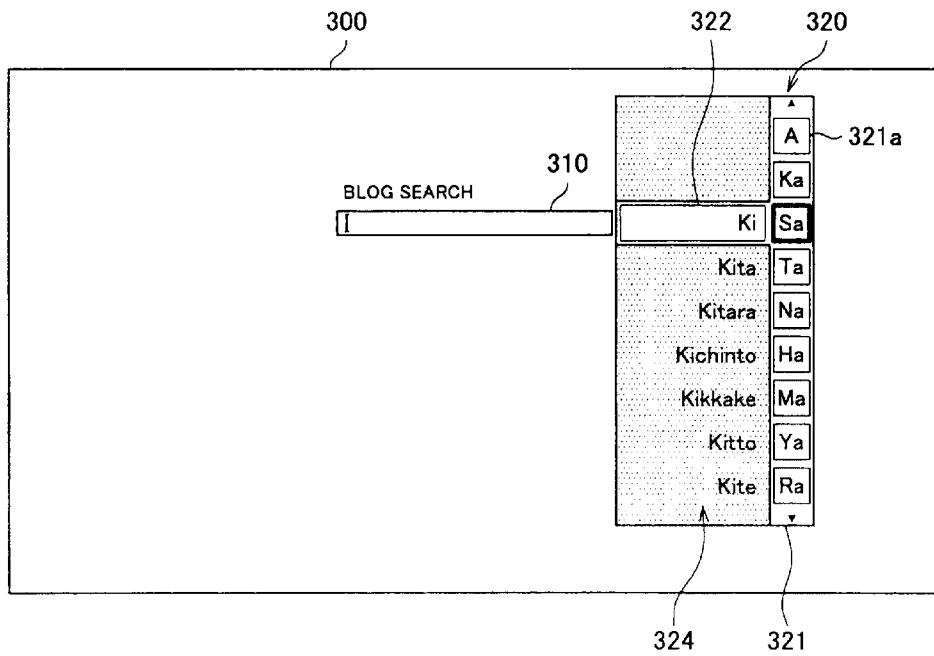 300
322
320
A
321a
Ka
310
BLOG SEARCH
Ki
Sa
Kita
Ta
Kitara
Na
Kichinto
Ha
Kikkake
Ma
Kitto
Ya
Kite
Ra
324
321